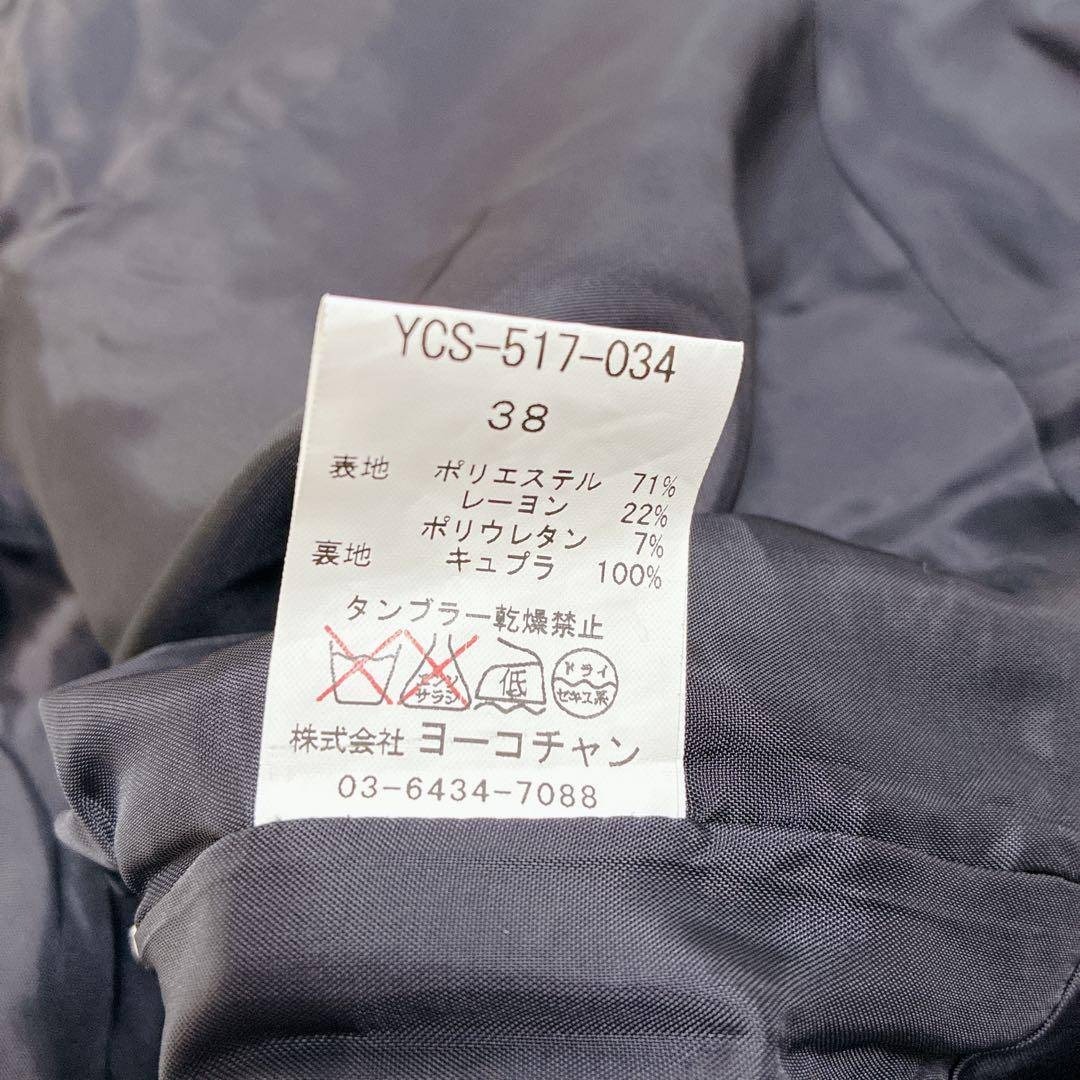 YCS-517-034
38
表地 ポリエステル 71%
レーヨン 22%
ポリウレタン 7%
裏地 キュプラ 100%
タンブラー乾燥禁止
エンソ サラシ 低 ドライ セキユ系
株式会社 ヨーコチャン
03-6434-7088